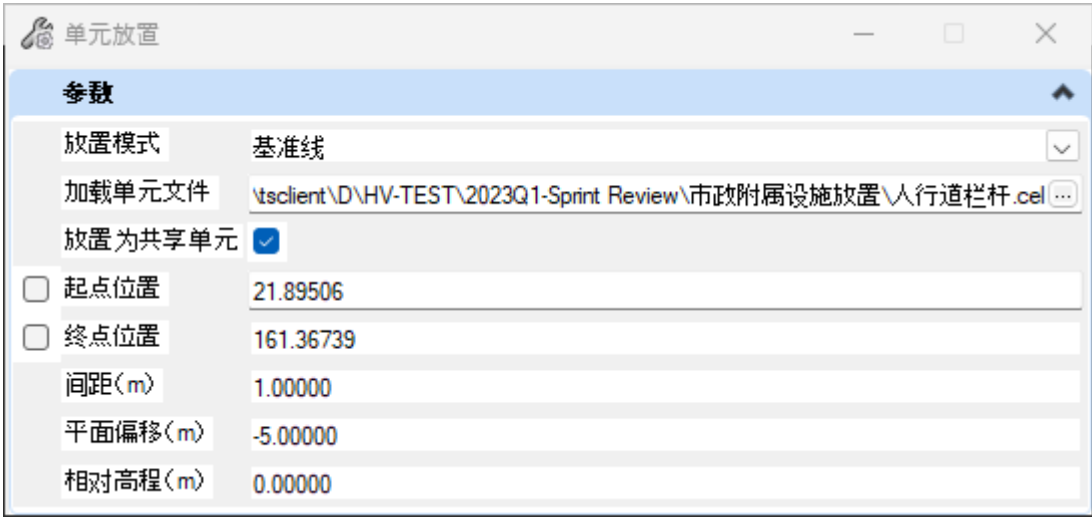 单元放置
参数
放置模式 基准线
加载单元文件 \tsclient\D\HV-TEST\2023Q1-Sprint Review\市政附属设施放置\人行道栏杆.cel ...
放置为共享单元
起点位置 21.89506
终点位置 161.36739
间距(m) 1.00000
平面偏移(m) -5.00000
相对高程(m) 0.00000